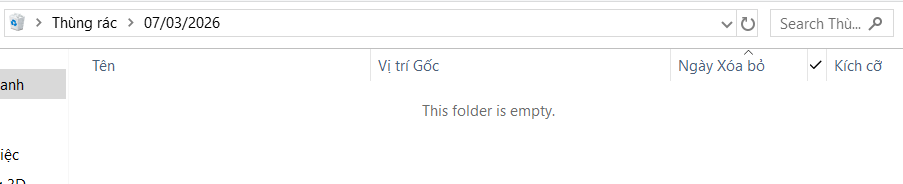 Thùng rác > 07/03/2026 Search Thù...
Tên Vị trí Gốc Ngày Xóa bỏ Kích cỡ
anh
This folder is empty.
iệc